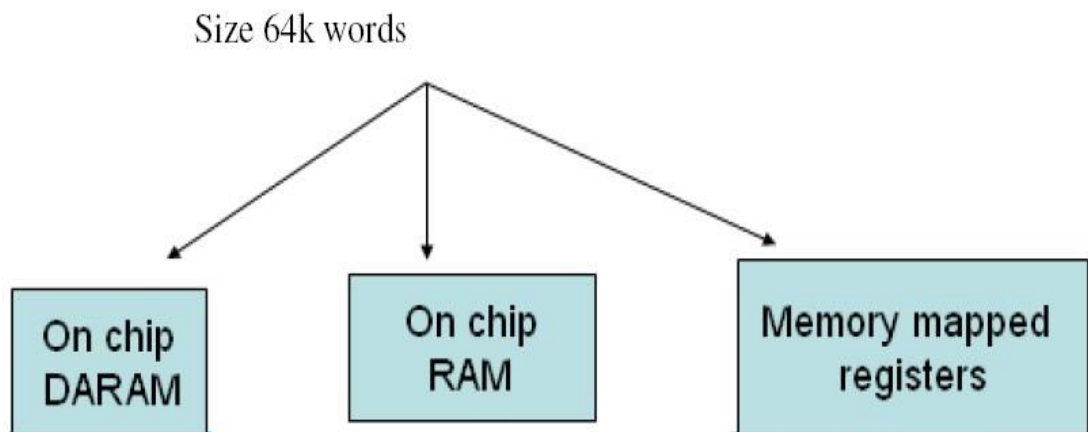 Size 64k words
On chip
DARAM
On chip
RAM
Memory mapped
registers